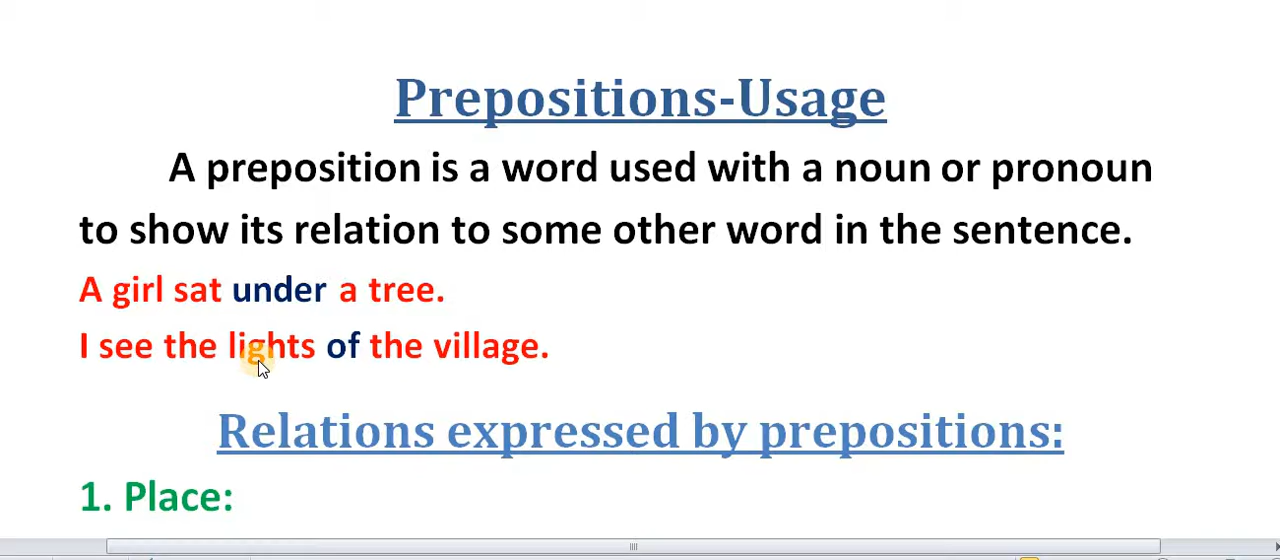 Prepositions-Usage
A preposition is a word used with a noun or pronoun
to show its relation to some other word in the sentence.
A girl sat under a tree.
I see the lights of the village.
Relations expressed by prepositions:
1. Place: